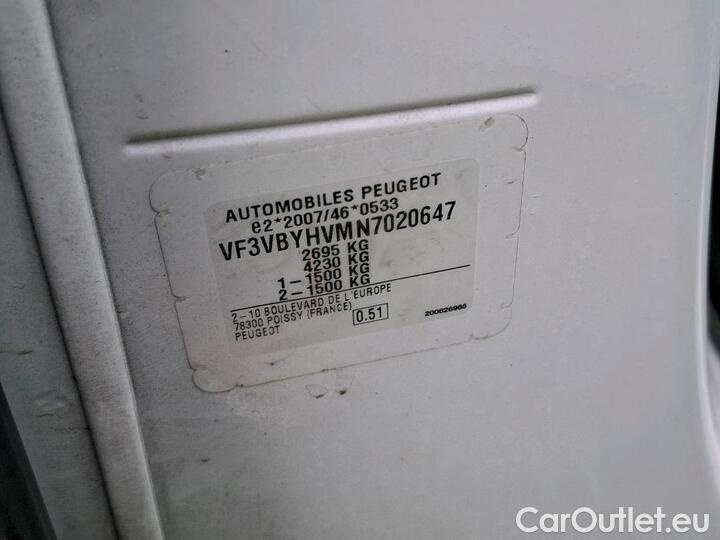 AUTOMOBILES PEUGEOT
e2*2007/46*0533
VF3VBYHVMN7020647
2695 KG
4230 KG
1-1500 KG
2-1500 KG
2-10 BOULEVARD DE L'EUROPE
78300 POISSY (FRANCE)
PEUGEOT
0.51
200626965
CarOutlet.eu